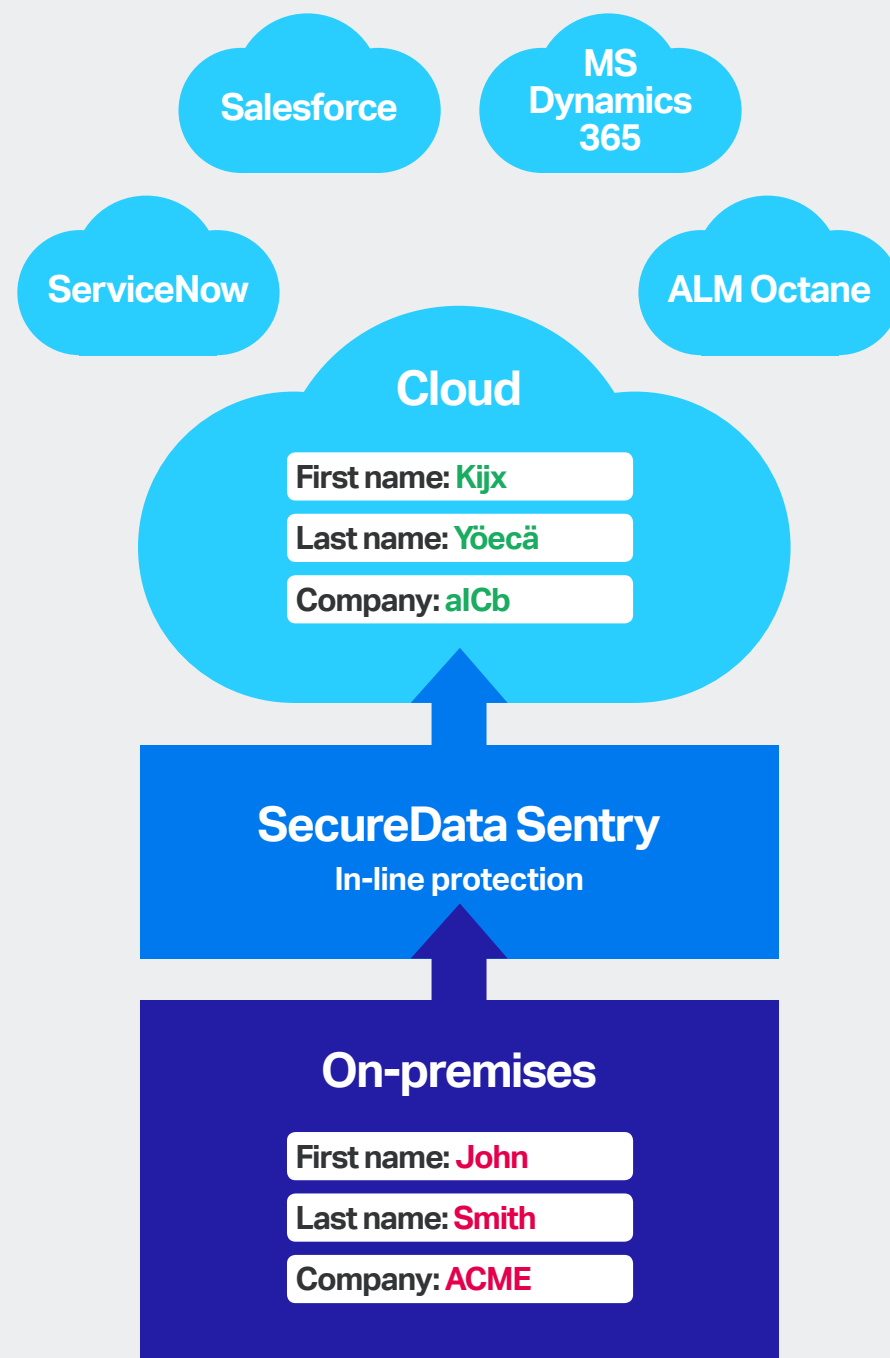 Salesforce
MS
Dynamics
365
ServiceNow
ALM Octane
Cloud
First name: Kijx
Last name: Yöecä
Company: aICb
SecureData Sentry
In-line protection
On-premises
First name: John
Last name: Smith
Company: ACME